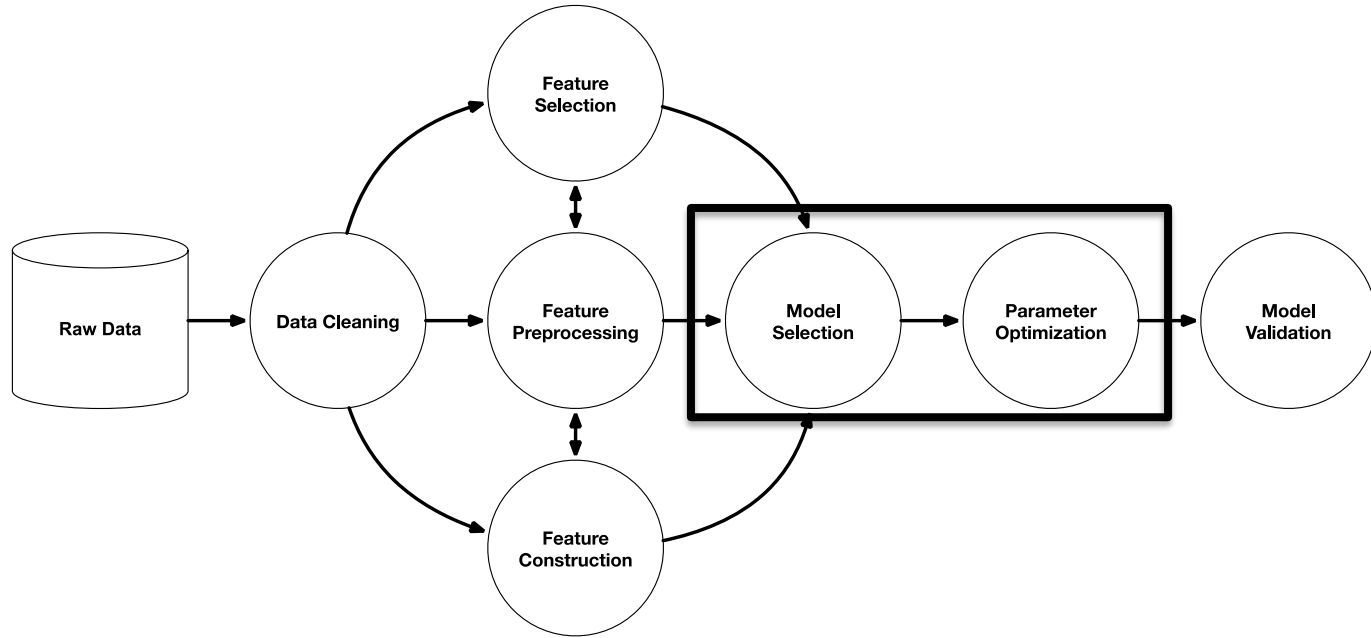 Feature
Selection
Raw Data
Data Cleaning
Feature
Preprocessing
Model
Selection
Parameter
Optimization
Model
Validation
Feature
Construction